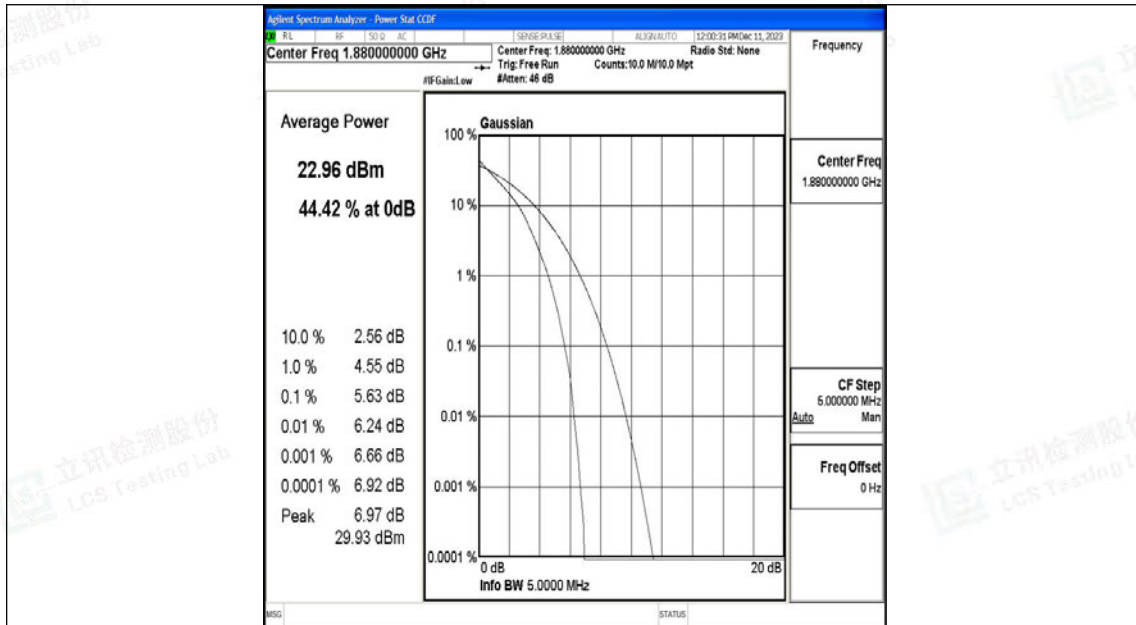 Agilent Spectrum Analyzer - Power Stat CCDF
RL RF 50 Ω AC SENSE:PULSE ALIGNAUTO 12:00:31 PM Dec 11, 2023
Center Freq 1.880000000 GHz
Center Freq: 1.880000000 GHz Radio Std: None
Trig: Free Run Counts:10.0 M/10.0 Mpt
#IFGain:Low #Atten: 46 dB
Frequency
Average Power
22.96 dBm
44.42 % at 0dB
10.0 % 2.56 dB
1.0 % 4.55 dB
0.1 % 5.63 dB
0.01 % 6.24 dB
0.001 % 6.66 dB
0.0001 % 6.92 dB
Peak 6.97 dB
29.93 dBm
Gaussian
100 %
10 %
1 %
0.1 %
0.01 %
0.001 %
0.0001 %
0 dB 20 dB
Info BW 5.0000 MHz
Center Freq
1.880000000 GHz
CF Step
5.000000 MHz
Auto Man
Freq Offset
0 Hz
MSG STATUS
立讯检测股份
LCS Testing Lab